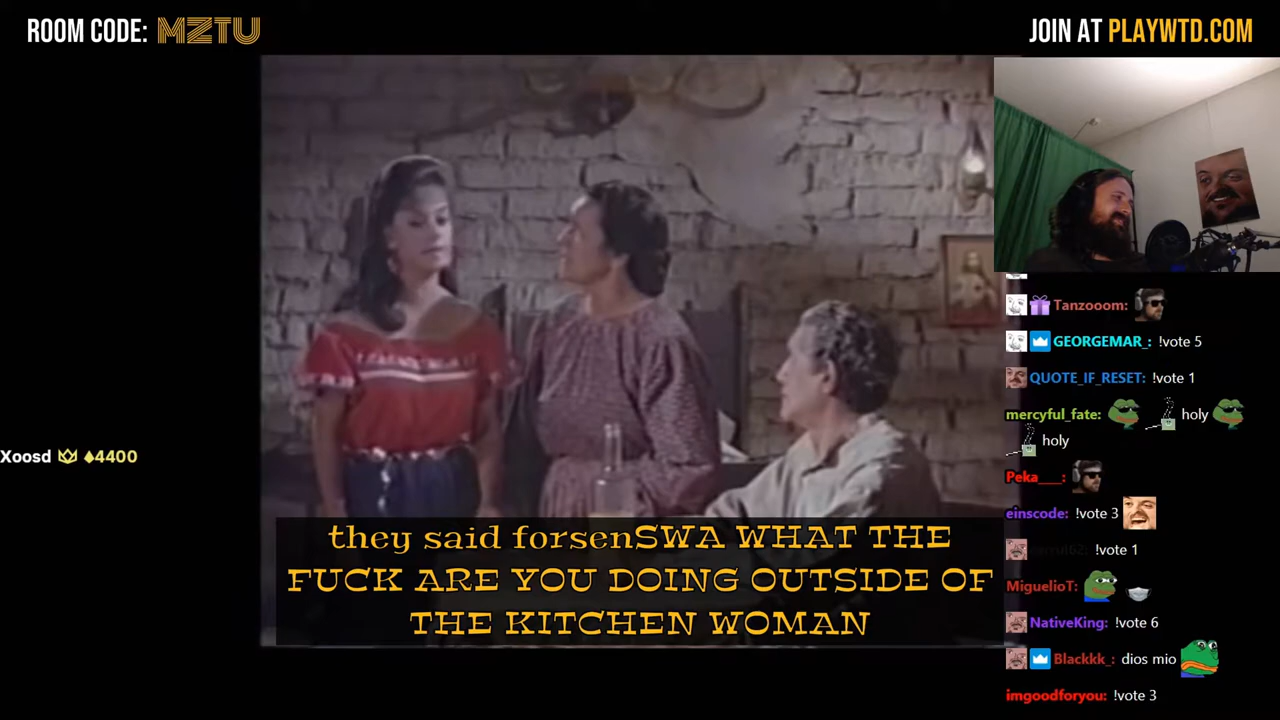 ROOM CODE: MZTU
JOIN AT PLAYWTD.COM
Tanzooom:
GEORGEMAR_: !vote 5
QUOTE_IF_RESET: !vote 1
mercyful_fate: holy
holy
Peka___:
einscode: !vote 3
!vote 1
MiguelioT:
NativeKing: !vote 6
Blackkk_: dios mio
imgoodforyou: !vote 3
Xoosd 4400
they said forsenSWA WHAT THE
FUCK ARE YOU DOING OUTSIDE OF
THE KITCHEN WOMAN